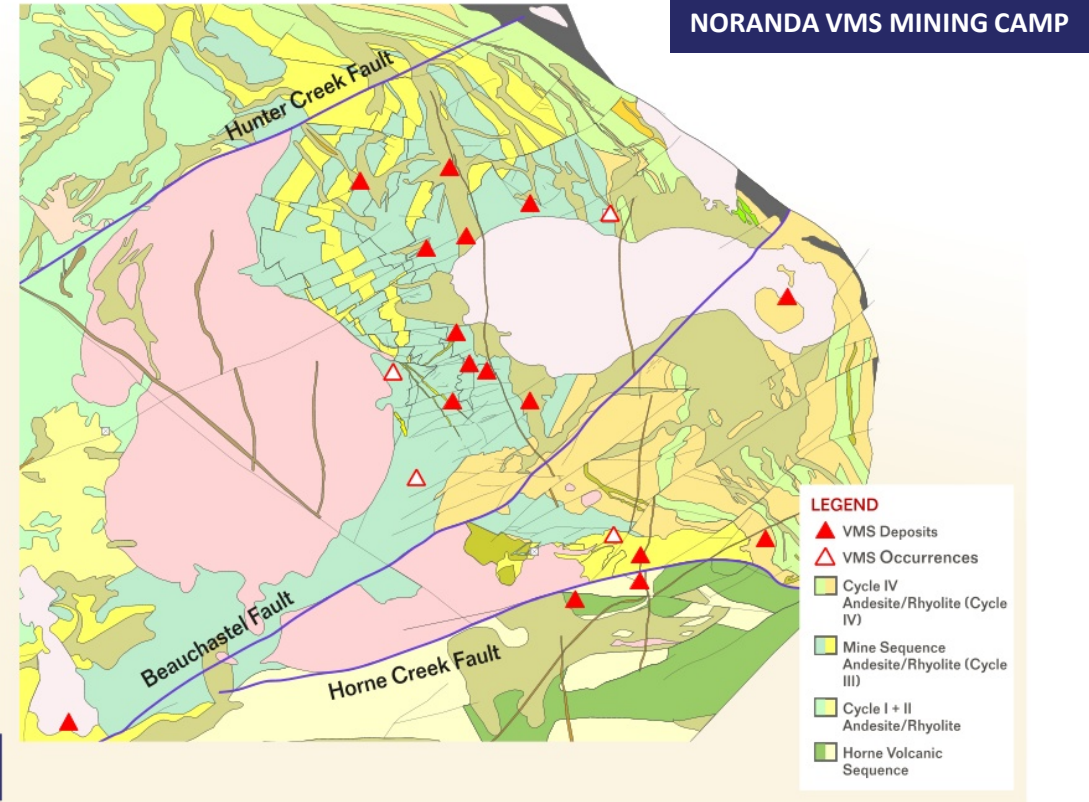 NORANDA VMS MINING CAMP
Hunter Creek Fault
Beauchastel Fault
Horne Creek Fault
LEGEND
VMS Deposits
VMS Occurrences
Cycle IV
Andesite/Rhyolite (Cycle
IV)
Mine Sequence
Andesite/Rhyolite (Cycle
III)
Cycle I + II
Andesite/Rhyolite
Horne Volcanic
Sequence